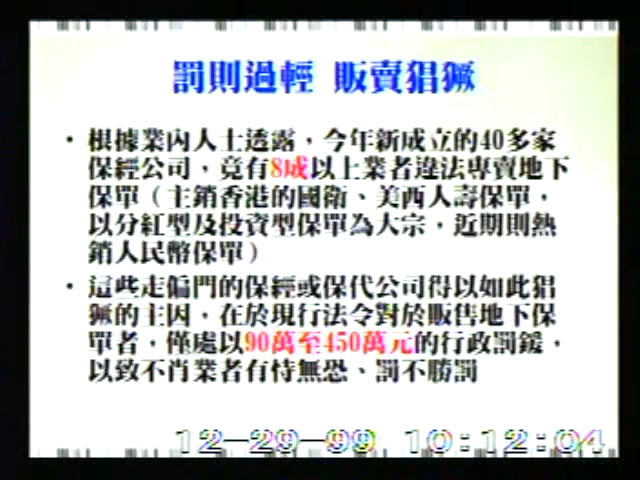 罰則過輕 販賣猖獗
• 根據業內人士透露，今年新成立的40多家
保經公司，竟有8成以上業者違法專賣地下
保單（主銷香港的國衛、美西人壽保單，
以分紅型及投資型保單為大宗，近期則熱
銷人民幣保單）
• 這些走偏門的保經或保代公司得以如此猖
獗的主因，在於現行法令對於販售地下保
單者，僅處以90萬至450萬元的行政罰鍰，
以致不肖業者有恃無恐、罰不勝罰
12-29-99 10:12:04